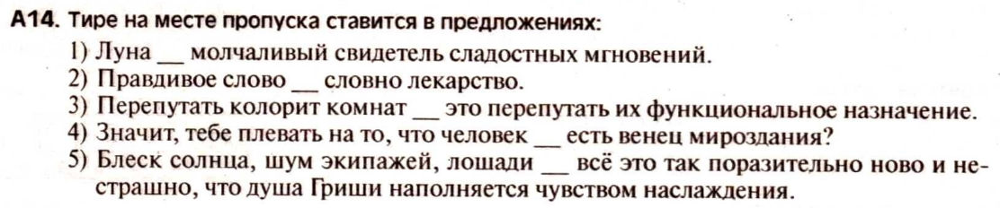 А14. Тире на месте пропуска ставится в предложениях:
1) Луна __ молчаливый свидетель сладостных мгновений.
2) Правдивое слово __ словно лекарство.
3) Перепутать колорит комнат __ это перепутать их функциональное назначение.
4) Значит, тебе плевать на то, что человек __ есть венец мироздания?
5) Блеск солнца, шум экипажей, лошади __ всё это так поразительно ново и не-
страшно, что душа Гриши наполняется чувством наслаждения.